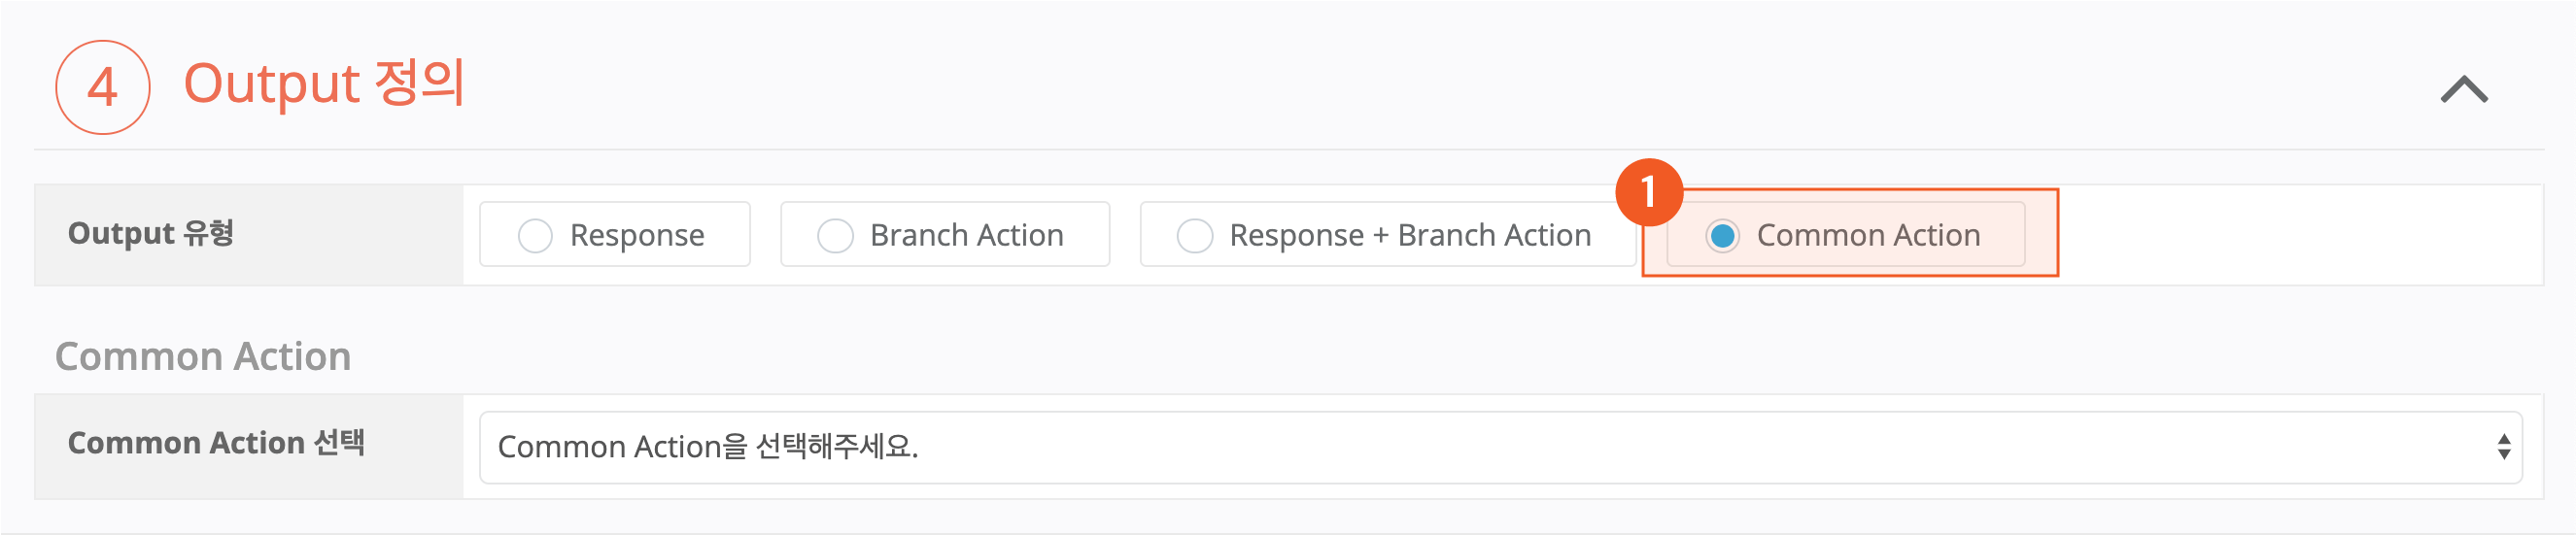 4 Output 정의
1
Output 유형 Response Branch Action Response + Branch Action Common Action
Common Action
Common Action 선택 Common Action을 선택해주세요.